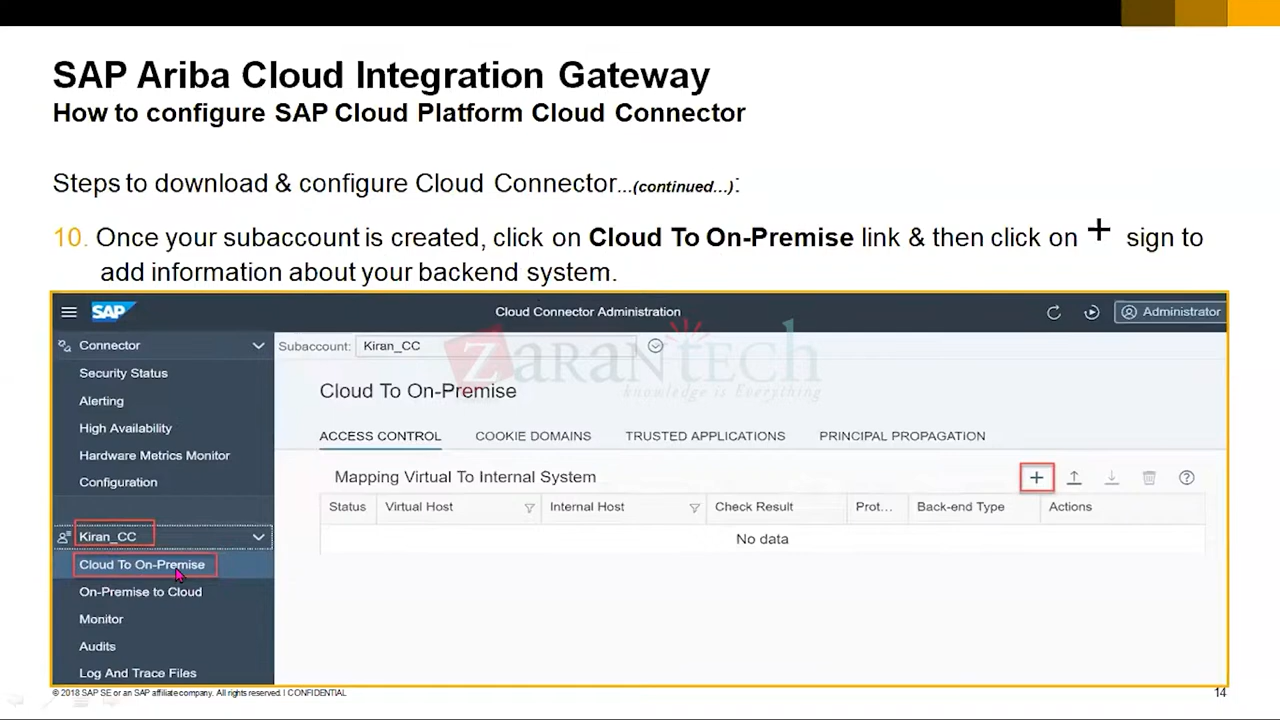 SAP Ariba Cloud Integration Gateway
How to configure SAP Cloud Platform Cloud Connector
Steps to download & configure Cloud Connector...(continued...):
10. Once your subaccount is created, click on Cloud To On-Premise link & then click on + sign to
add information about your backend system.
SAP
Cloud Connector Administration
Administrator
Connector
Security Status
Alerting
High Availability
Hardware Metrics Monitor
Configuration
Kiran_CC
Cloud To On-Premise
On-Premise to Cloud
Monitor
Audits
Log And Trace Files
Subaccount: Kiran_CC
ZARANTECH
knowledge is Everything
Cloud To On-Premise
ACCESS CONTROL COOKIE DOMAINS TRUSTED APPLICATIONS PRINCIPAL PROPAGATION
Mapping Virtual To Internal System
Status Virtual Host Internal Host Check Result Prot... Back-end Type Actions
No data
© 2018 SAP SE or an SAP affiliate company. All rights reserved. I CONFIDENTIAL
14